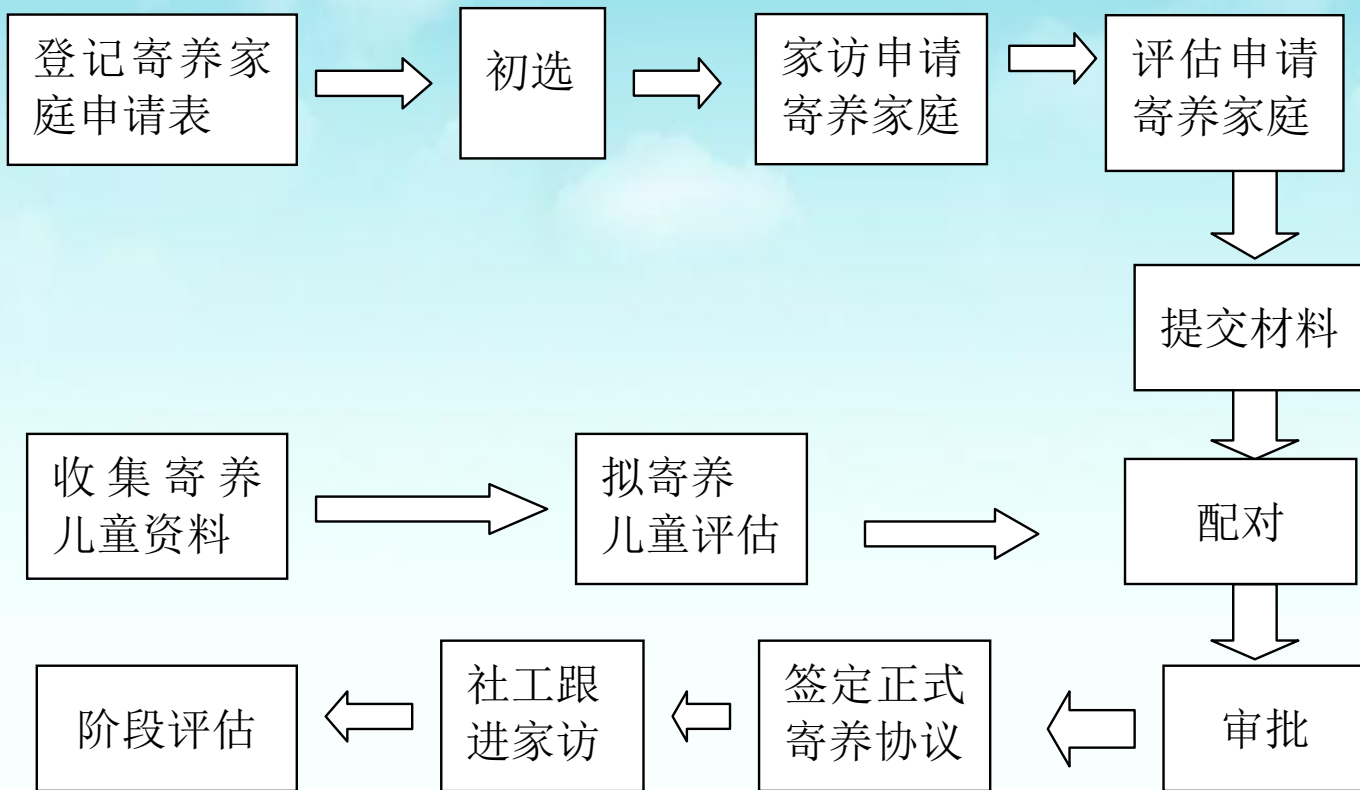 登记寄养家
庭申请表
初选
家访申请
寄养家庭
评估申请
寄养家庭
提交材料
收集寄养
儿童资料
拟寄养
儿童评估
配对
阶段评估
社工跟
进家访
签定正式
寄养协议
审批